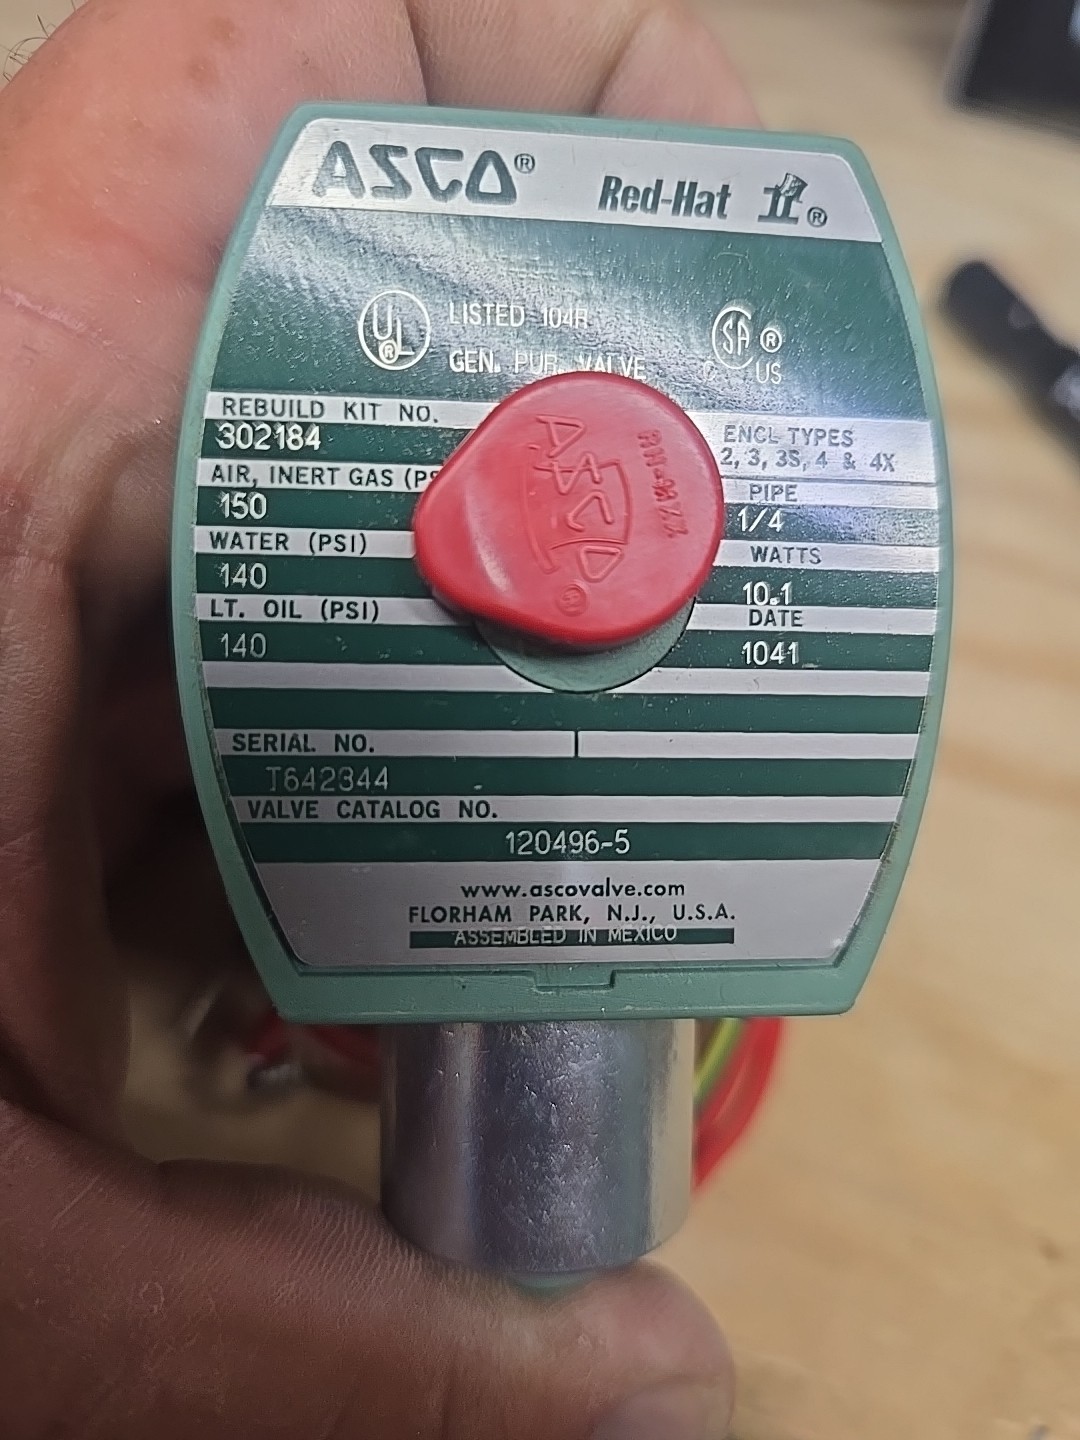 ASCO® Red-Hat II®
UL® LISTED 104R
GEN. PUR. VALVE
SA ® C US
REBUILD KIT NO.
302184
AIR, INERT GAS
150
WATER (PSI)
140
LT. OIL (PSI)
140
ENCL TYPES
2, 3, 3S, 4 & 4X
PIPE
1/4
WATTS
10.1
DATE
1041
ASCO
®
SERIAL NO.
T642344
VALVE CATALOG NO.
120496-5
www.ascovalve.com
FLORHAM PARK, N.J., U.S.A.
ASSEMBLED IN MEXICO